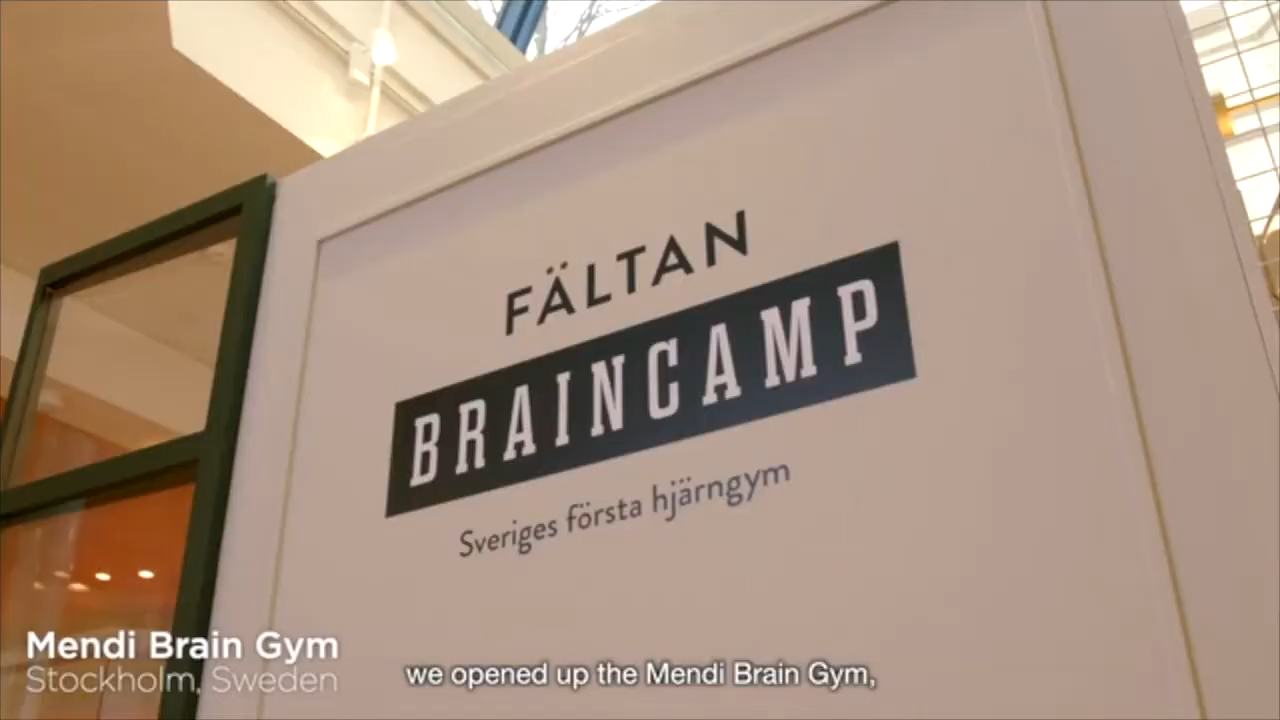 FÄLTAN
BRAINCAMP
Sveriges första hjärngym
Mendi Brain Gym
Stockholm, Sweden
we opened up the Mendi Brain Gym,